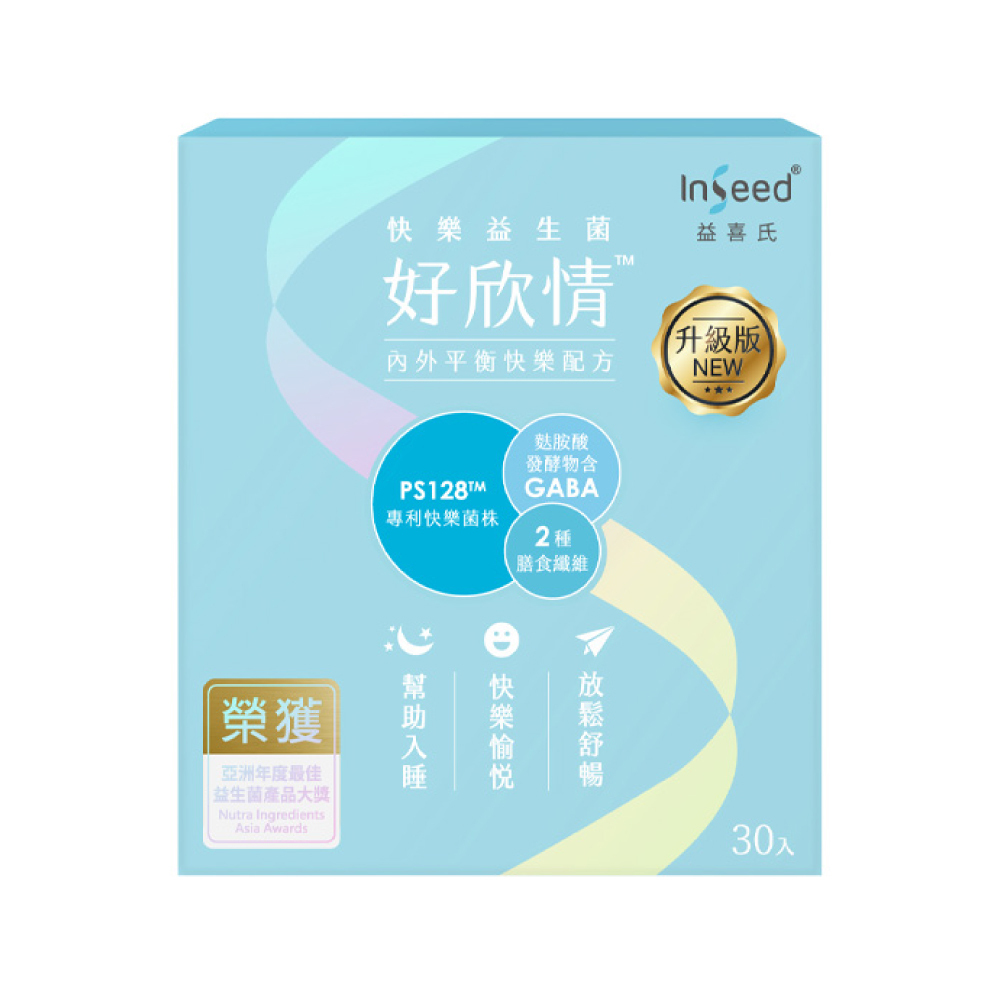 InSeed®
益喜氏
快樂益生菌
好欣情™
內外平衡快樂配方
升級版
NEW
PS128™
專利快樂菌株
麩胺酸
發酵物含
GABA
2種
膳食纖維
幫助入睡
快樂愉悅
放鬆舒暢
榮獲
亞洲年度最佳
益生菌產品大獎
Nutra Ingredients
Asia Awards
30入